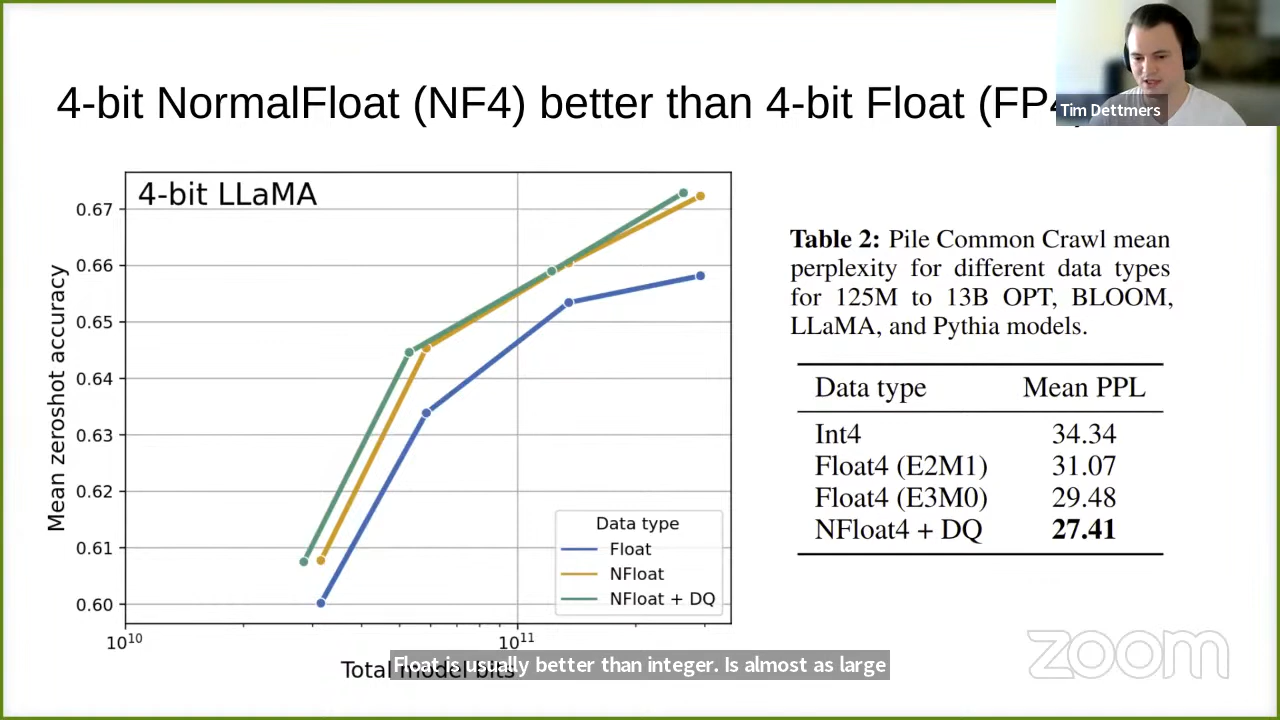 4-bit NormalFloat (NF4) better than 4-bit Float (FP4)
Tim Dettmers
4-bit LLaMA
Mean zeroshot accuracy
0.67
0.66
0.65
0.64
0.63
0.62
0.61
0.60
10^10
10^11
Total model bits
Data type
Float
NFloat
NFloat + DQ
Table 2: Pile Common Crawl mean
perplexity for different data types
for 125M to 13B OPT, BLOOM,
LLaMA, and Pythia models.
Data type Mean PPL
Int4 34.34
Float4 (E2M1) 31.07
Float4 (E3M0) 29.48
NFloat4 + DQ 27.41
Float is usually better than integer. Is almost as large
zoom